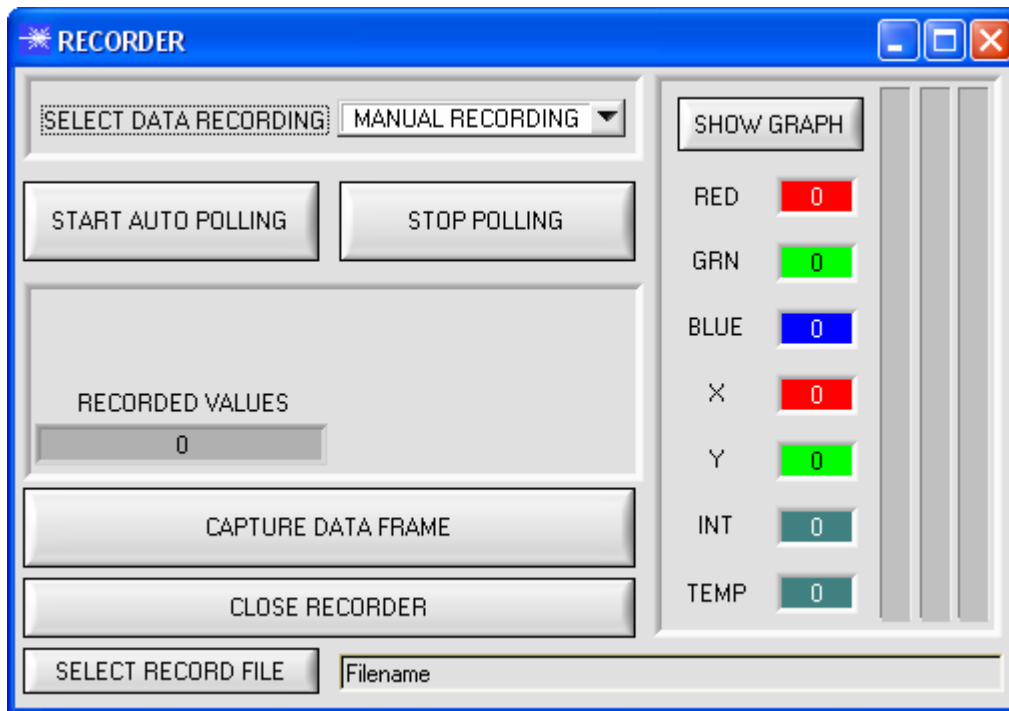 RECORDER
SELECT DATA RECORDING MANUAL RECORDING
START AUTO POLLING STOP POLLING
RECORDED VALUES
0
CAPTURE DATA FRAME
CLOSE RECORDER
SELECT RECORD FILE Filename
SHOW GRAPH
RED 0
GRN 0
BLUE 0
X 0
Y 0
INT 0
TEMP 0